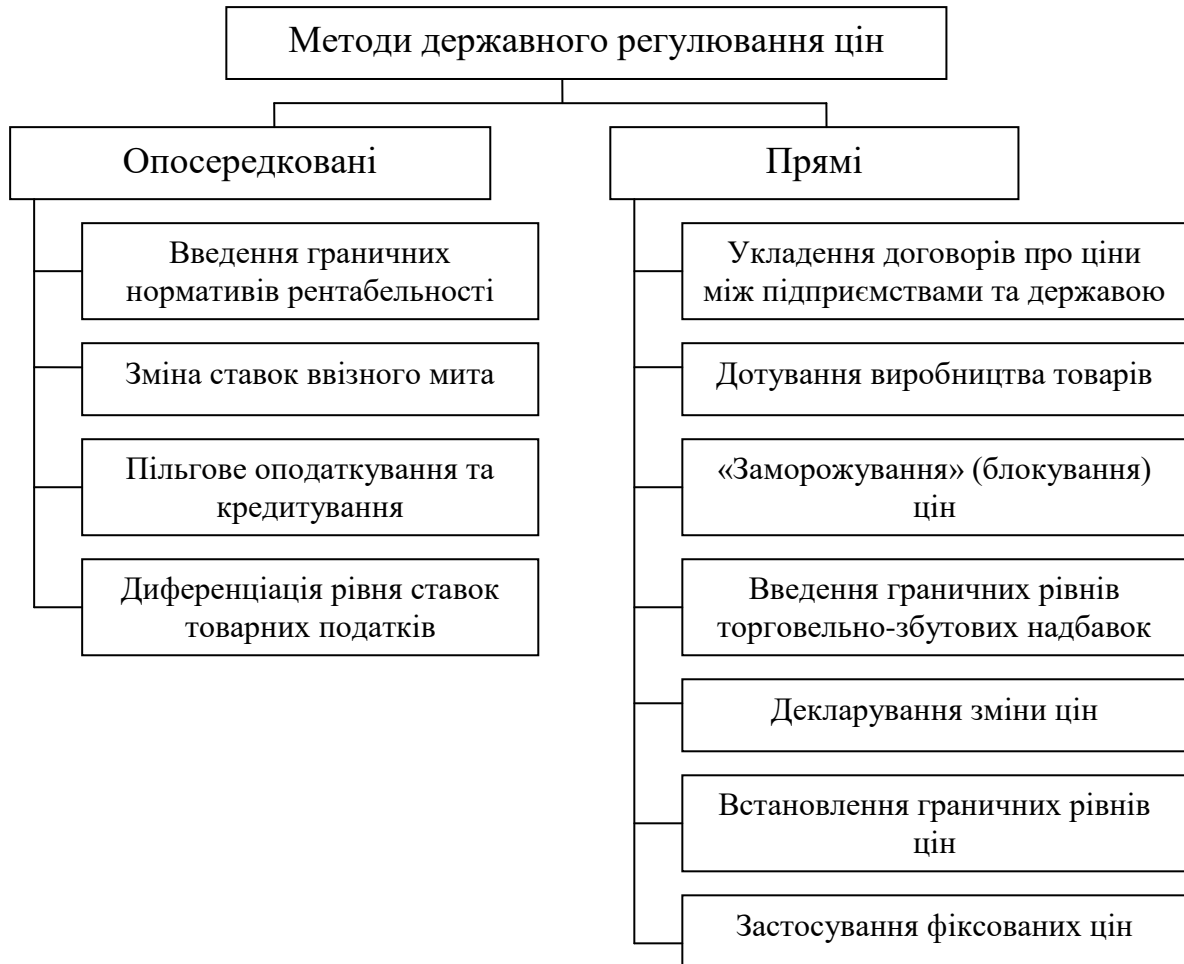 Методи державного регулювання цін
Опосередковані
Введення граничних
нормативів рентабельності
Зміна ставок ввізного мита
Пільгове оподаткування та
кредитування
Диференціація рівня ставок
товарних податків
Прямі
Укладення договорів про ціни
між підприємствами та державою
Дотування виробництва товарів
«Заморожування» (блокування)
цін
Введення граничних рівнів
торговельно-збутових надбавок
Декларування зміни цін
Встановлення граничних рівнів
цін
Застосування фіксованих цін